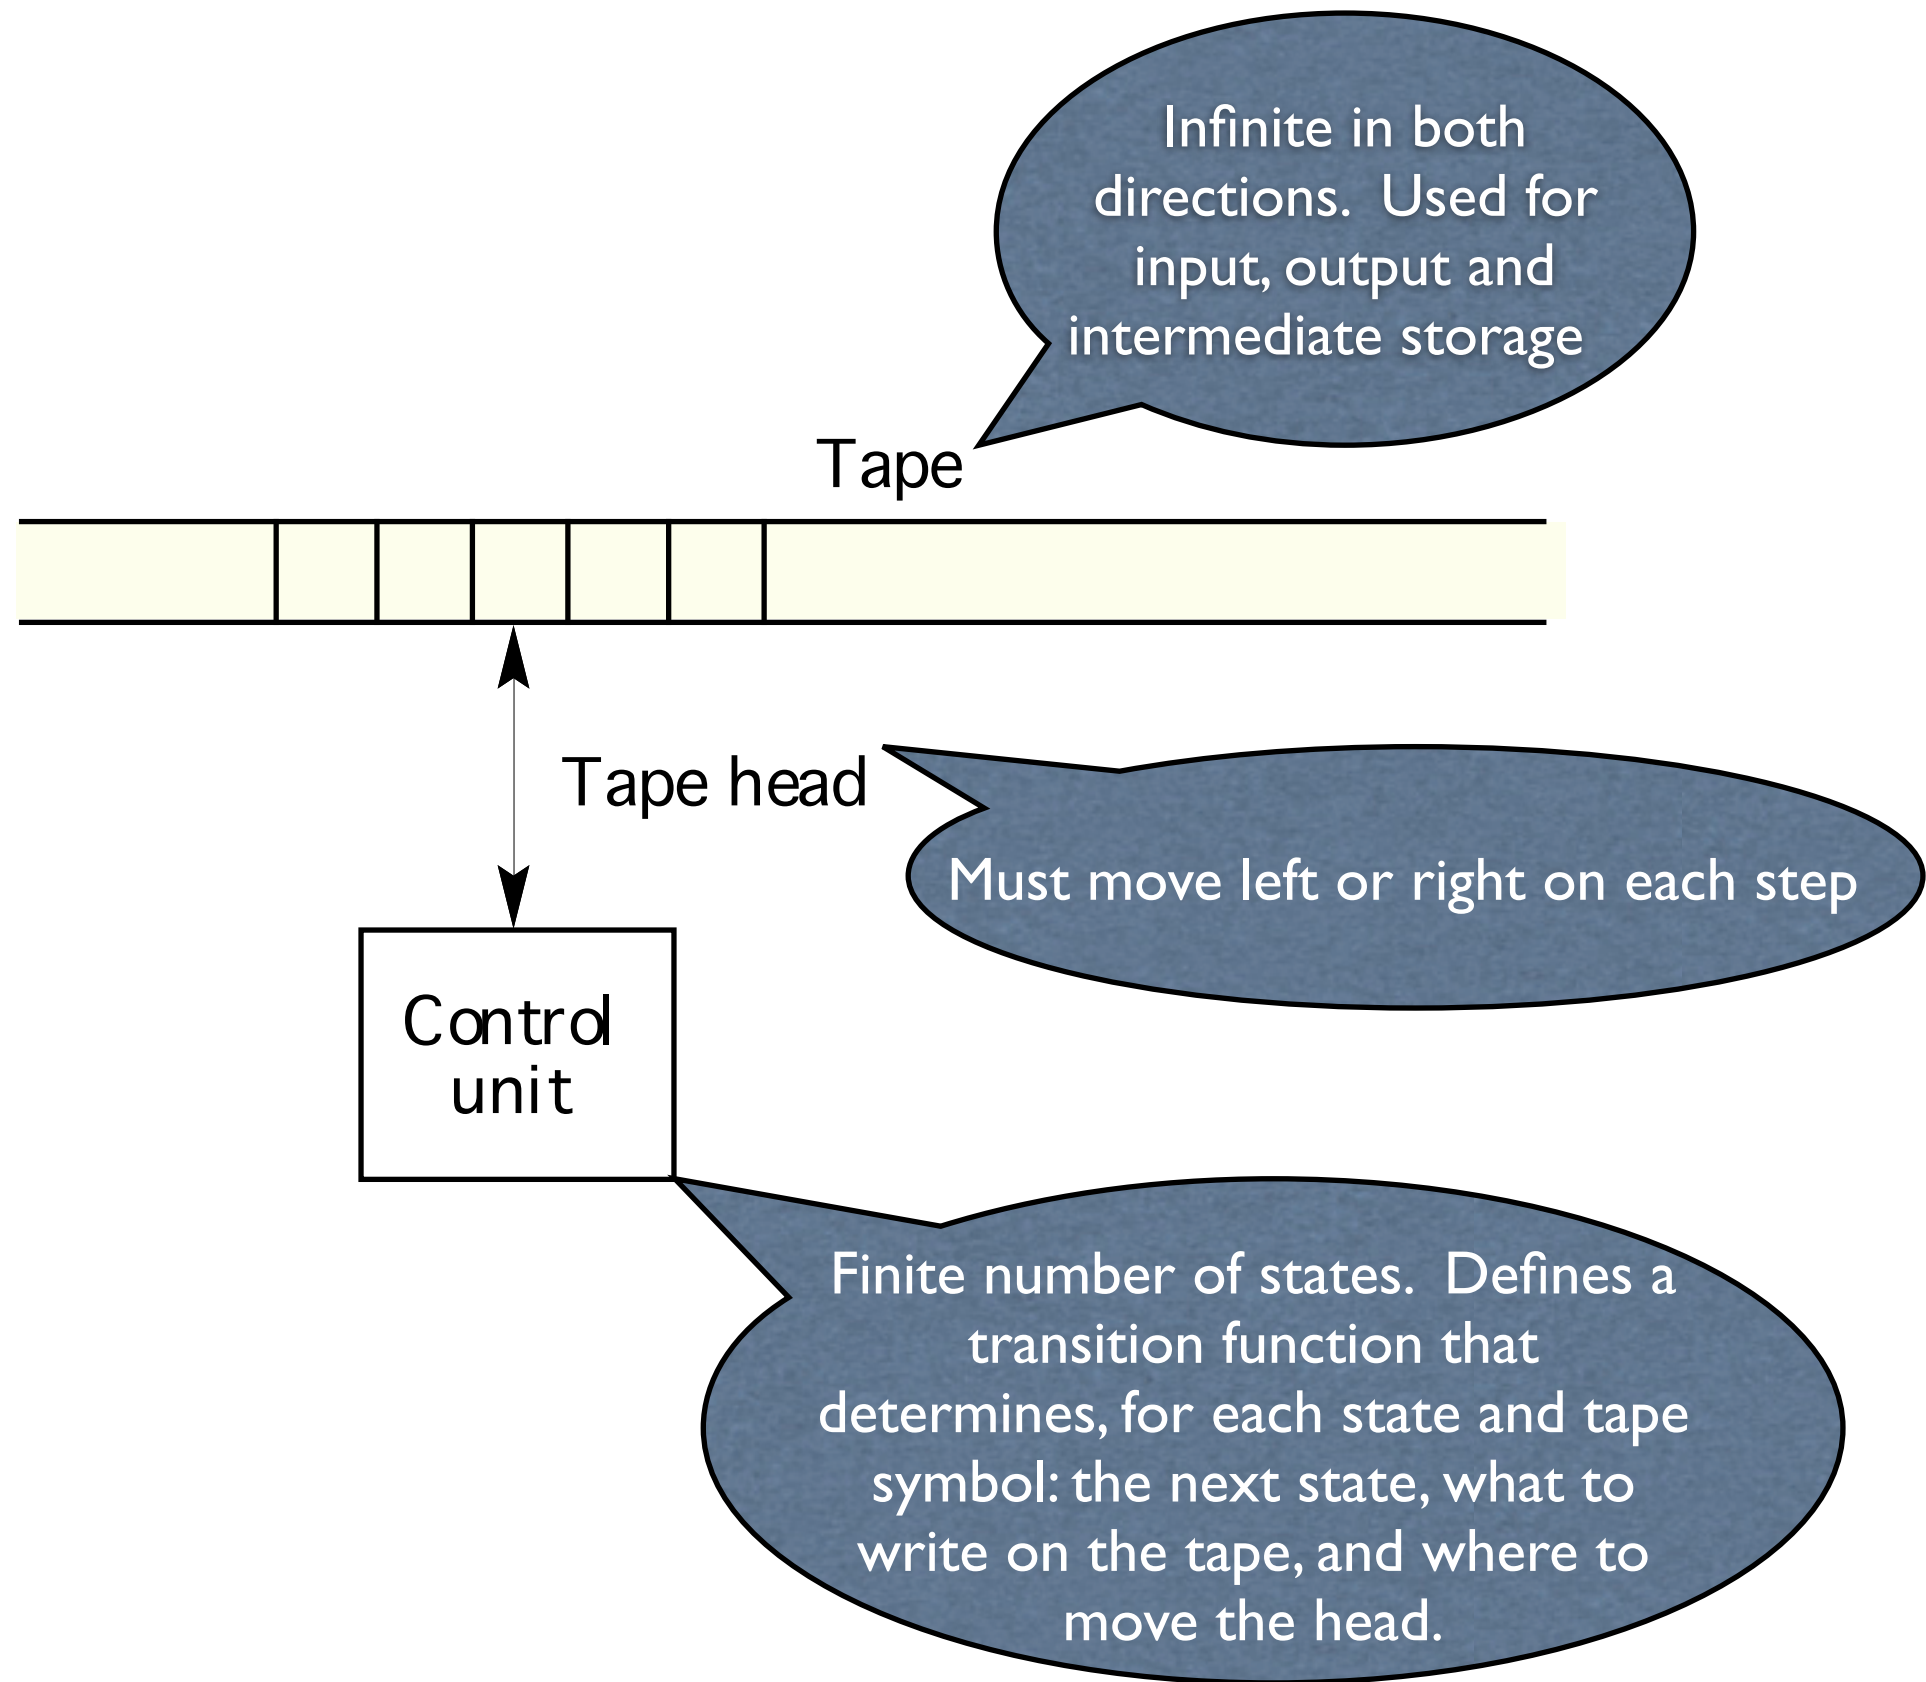 Infinite in both
directions. Used for
input, output and
intermediate storage
Tape
Tape head
Must move left or right on each step
Control
unit
Finite number of states. Defines a
transition function that
determines, for each state and tape
symbol: the next state, what to
write on the tape, and where to
move the head.